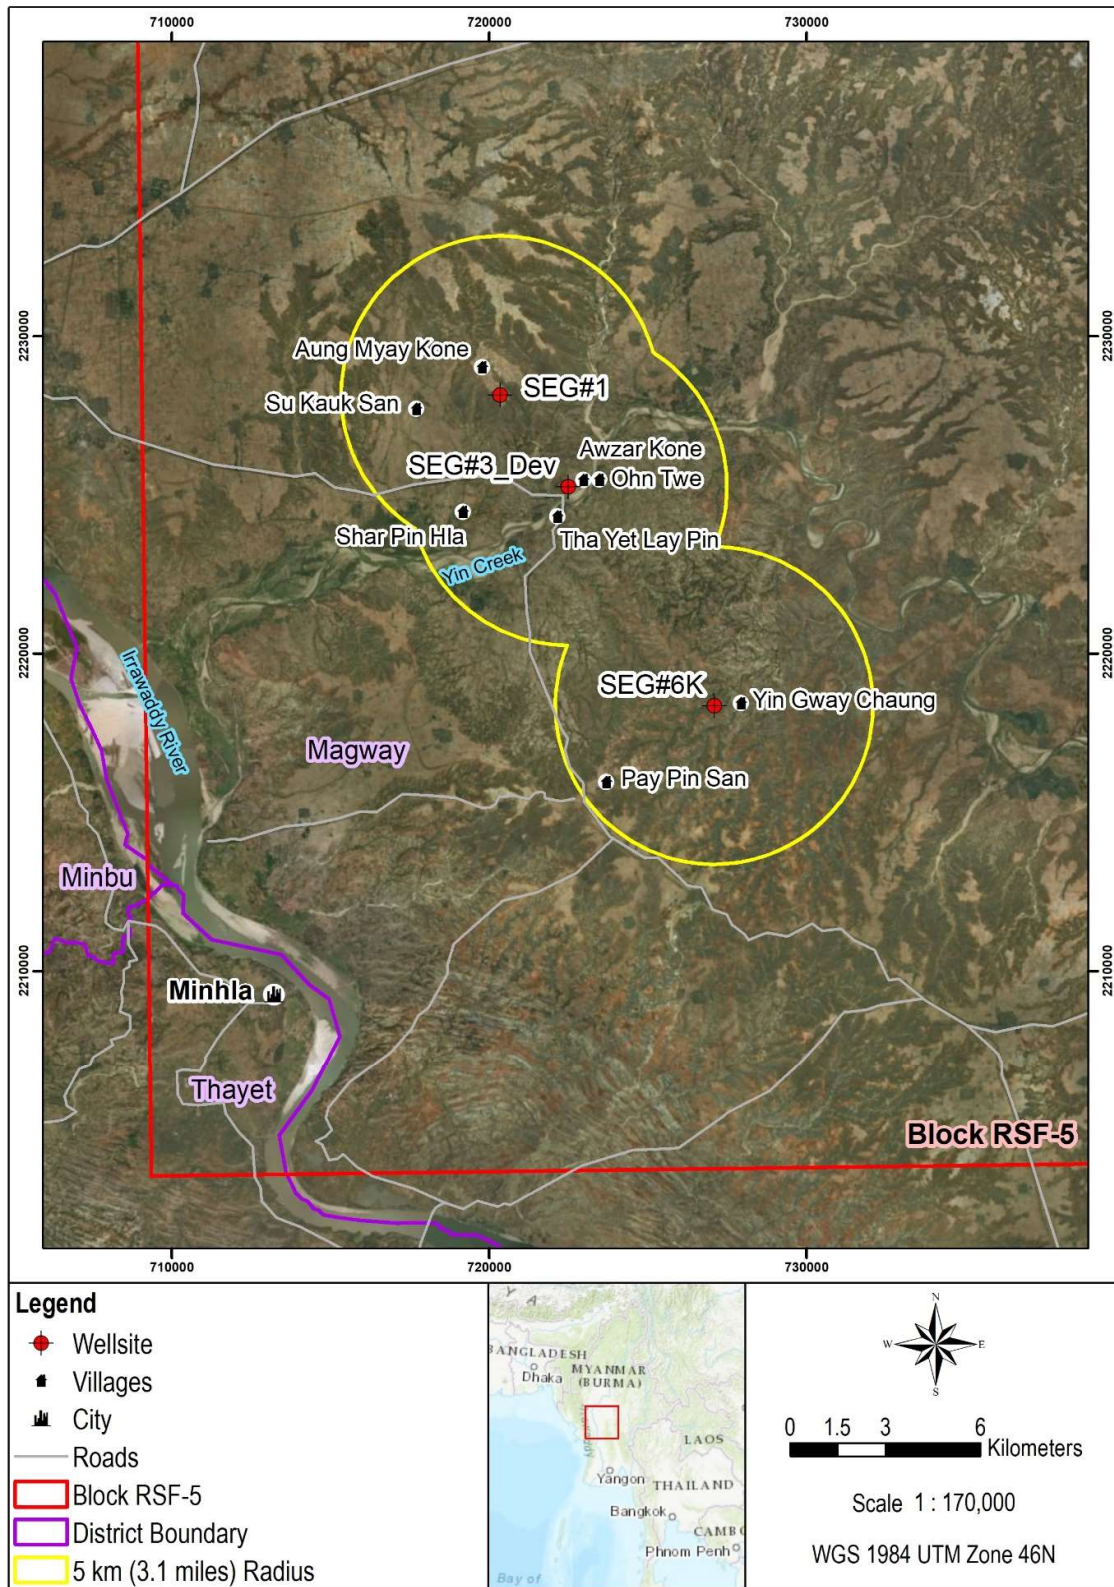 710000
720000
730000
2230000
2230000
Aung Myay Kone
SEG#1
Su Kauk San
Awzar Kone
SEG#3_Dev
Ohn Twe
Shar Pin Hla
Tha Yet Lay Pin
Yin Creek
2220000
2220000
Irrawaddy River
SEG#6K
Yin Gway Chaung
Magway
Pay Pin San
Minbu
2210000
2210000
Minhla
Thayet
Block RSF-5
710000
720000
730000
Legend
Wellsite
Villages
City
Roads
Block RSF-5
District Boundary
5 km (3.1 miles) Radius
Y A
BANGLADESH
Dhaka
MYANMAR
(BURMA)
LAOS
Yangon
THAILAND
Bangkok
CAMBO
Phnom Penh
Bay of
N
W
E
S
0 1.5 3 6
Kilometers
Scale 1 : 170,000
WGS 1984 UTM Zone 46N